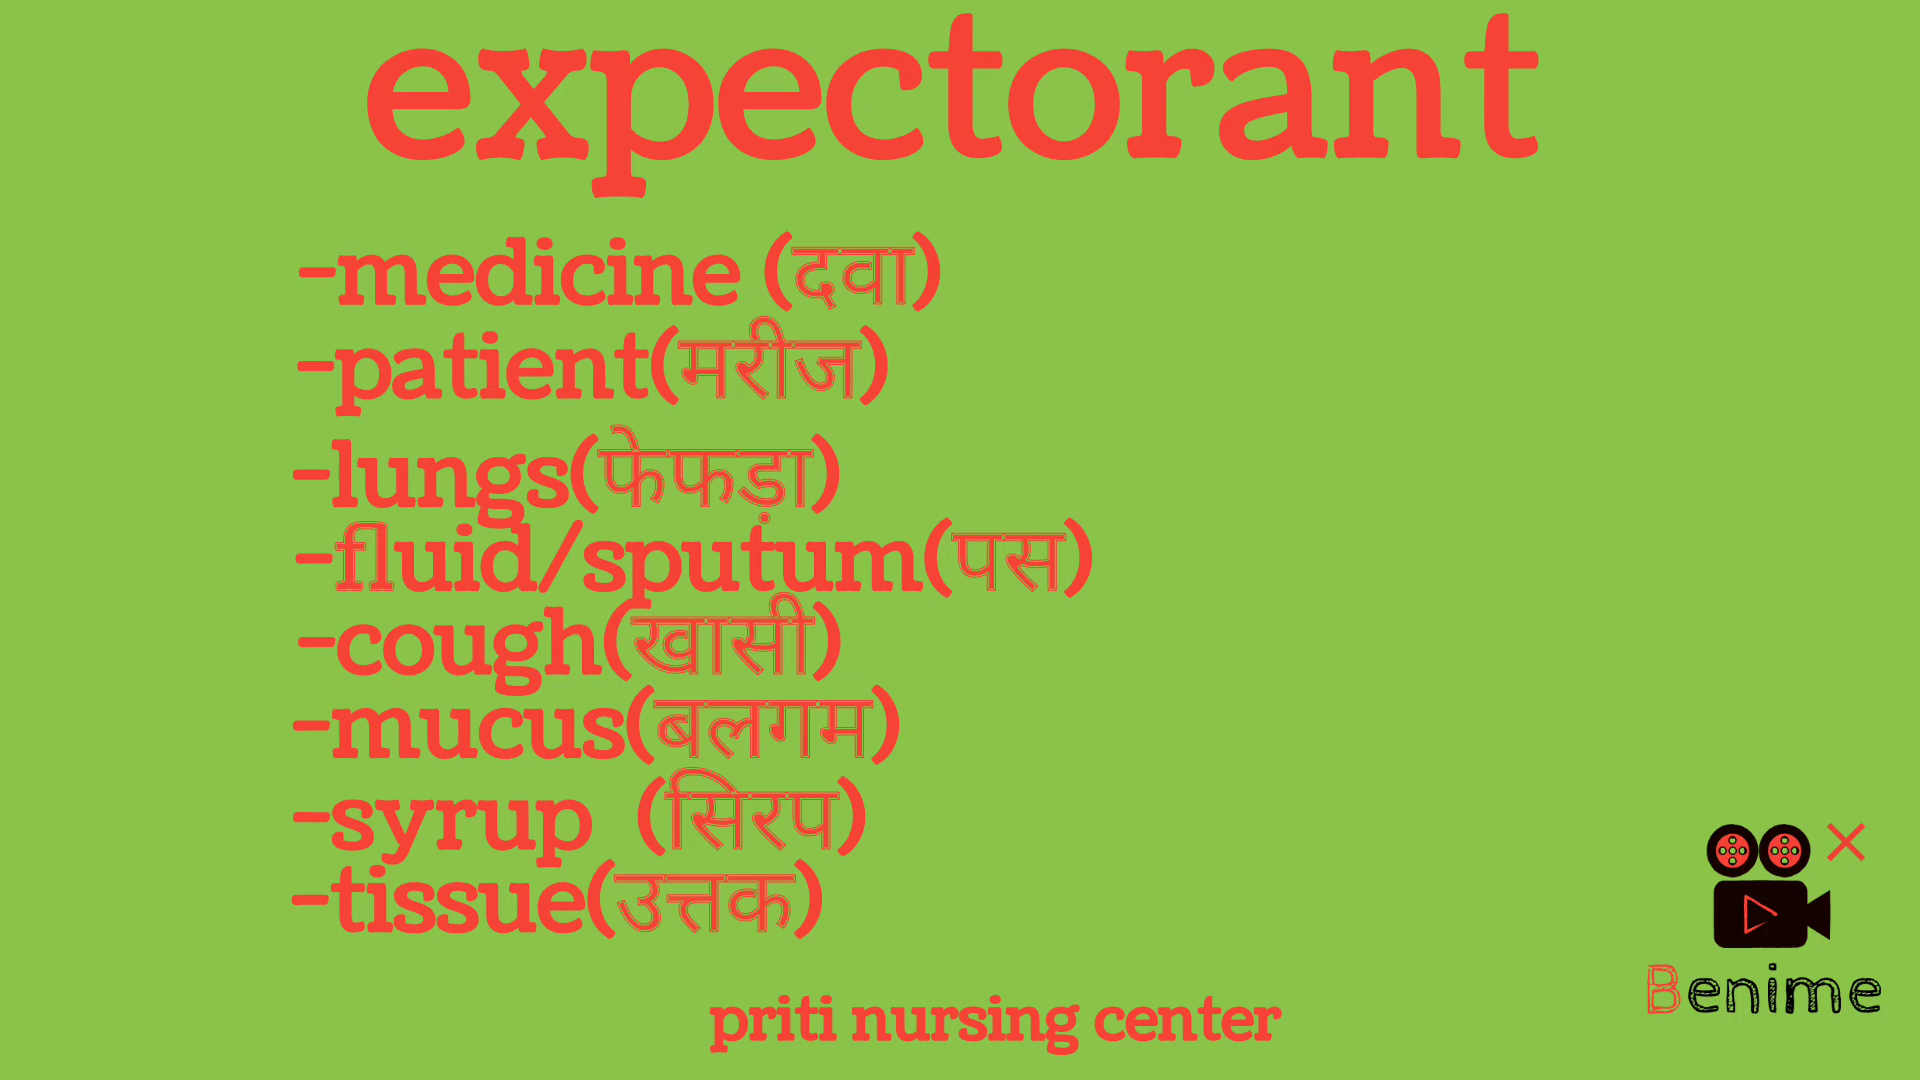 expectorant
-medicine (दवा)
-patient(मरीज)
-lungs(फेफड़ा)
-fluid/sputum(पस)
-cough(खासी)
-mucus(बलगम)
-syrup (सिरप)
-tissue(उत्तक)
priti nursing center
Benime